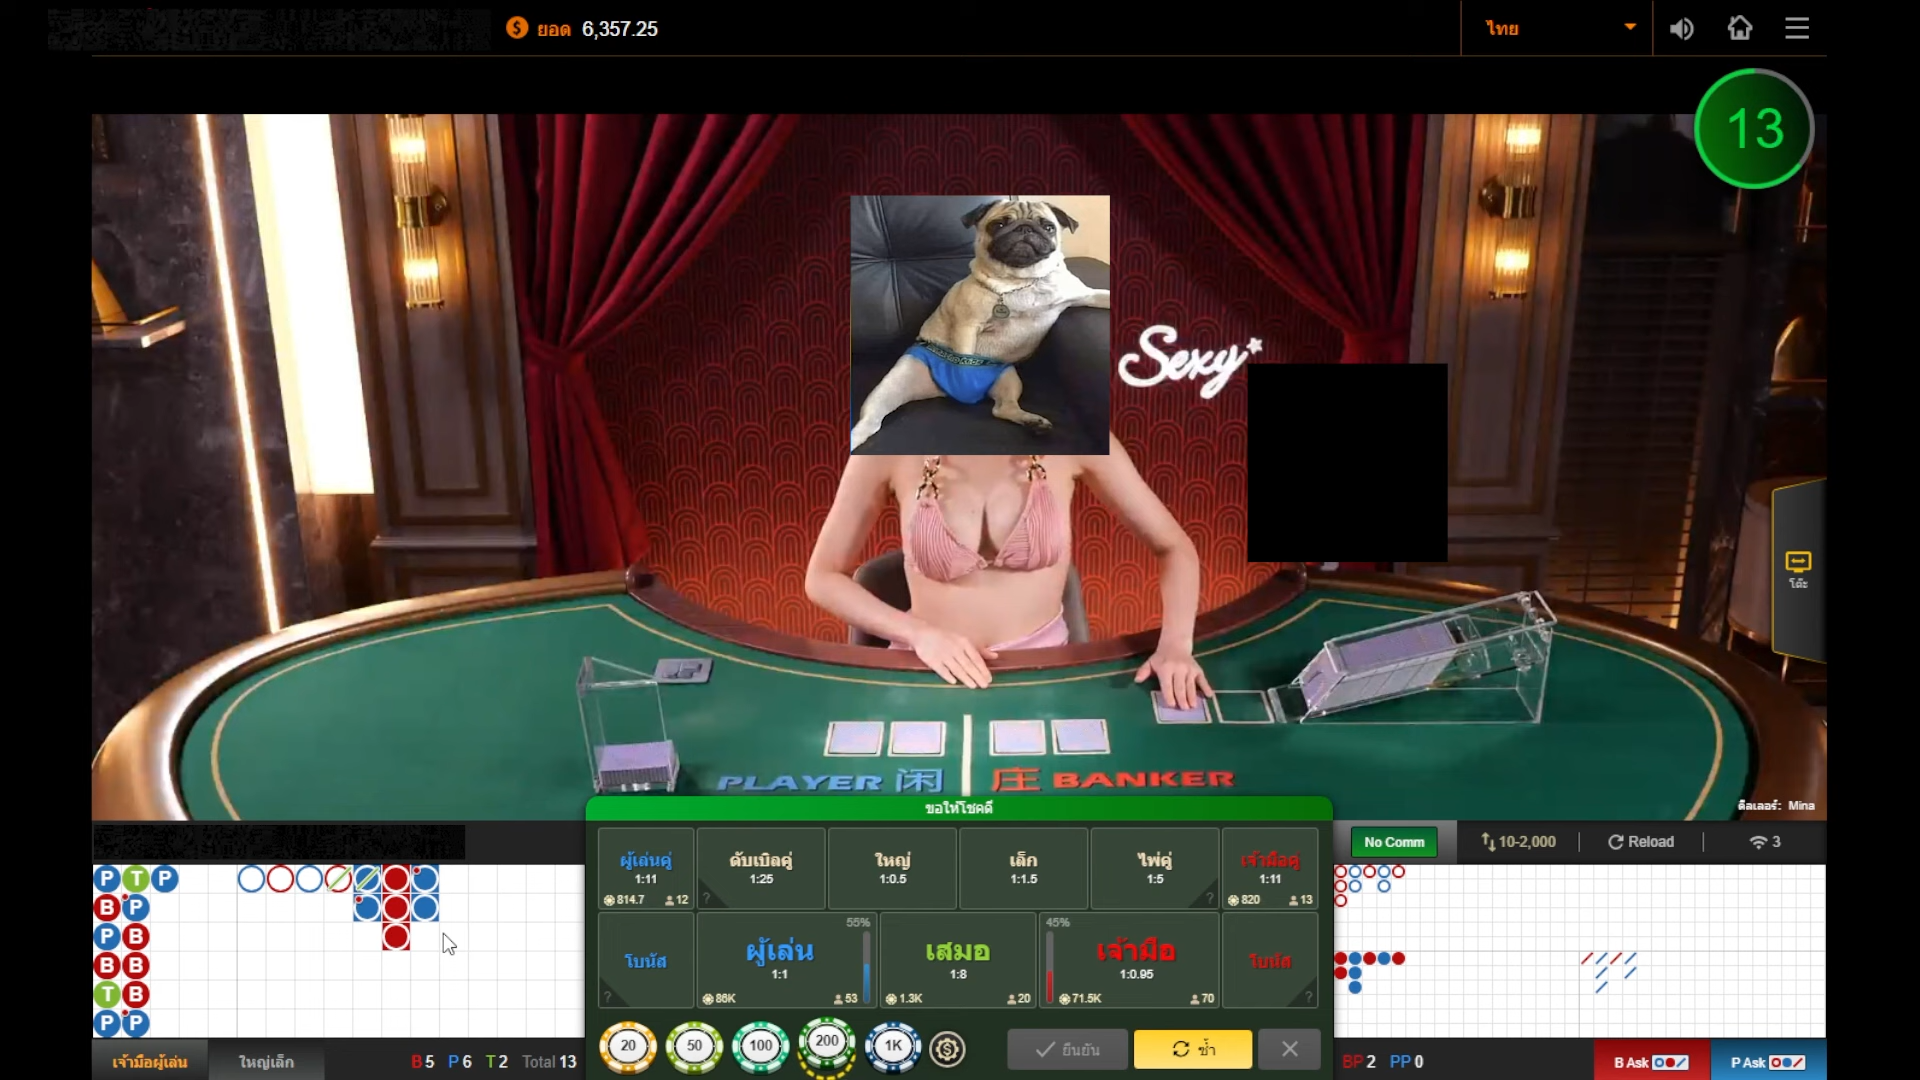 ยอด 6,357.25
ไทย
13
Sexy
โต๊ะ
PLAYER 闲 庄 BANKER
ดีลเลอร์: Mina
ขอให้โชคดี
No Comm
10-2,000
Reload
3
ผู้เล่นคู่
1:11
814.7 12
ดับเบิลคู่
1:25
?
ใหญ่
1:0.5
เล็ก
1:1.5
ไพ่คู่
1:5
?
เจ้ามือคู่
1:11
820 13
โบนัส
?
55%
ผู้เล่น
1:1
86K 53
เสมอ
1:8
1.3K 20
45%
เจ้ามือ
1:0.95
71.5K 70
โบนัส
?
P T P
B P
P B
B B
T B
P P
20 50 100 200 1K
ยืนยัน
ซ้ำ
เจ้ามือผู้เล่น
ใหญ่เล็ก
B 5 P 6 T 2 Total 13
BP 2 PP 0
B Ask
P Ask